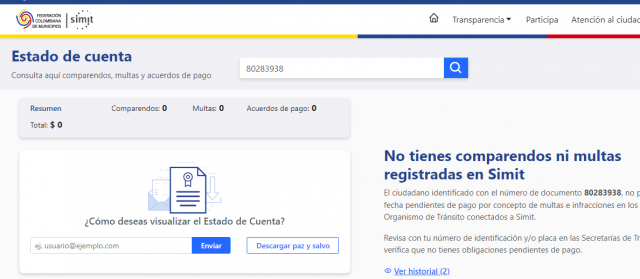 FEDERACIÓN
COLOMBIANA
DE MUNICIPIOS
simit
Transparencia
Participa
Atención al ciudad
Estado de cuenta
Consulta aquí comparendos, multas y acuerdos de pago
80283938
Resumen
Comparendos: 0
Multas: 0
Acuerdos de pago: 0
Total: $ 0
¿Cómo deseas visualizar el Estado de Cuenta?
ej. usuario@ejemplo.com
Enviar
Descargar paz y salvo
No tienes comparendos ni multas
registradas en Simit
El ciudadano identificado con el número de documento 80283938, no p
fecha pendientes de pago por concepto de multas e infracciones en los
Organismo de Tránsito conectados a Simit.
Revisa con tu número de identificación y/o placa en las Secretarías de Tr
verifica que no tienes obligaciones pendientes de pago.
Ver historial (2)